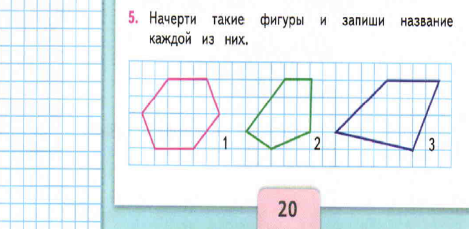 5. Начерти такие фигуры и запиши название
каждой из них.
1 2 3
20